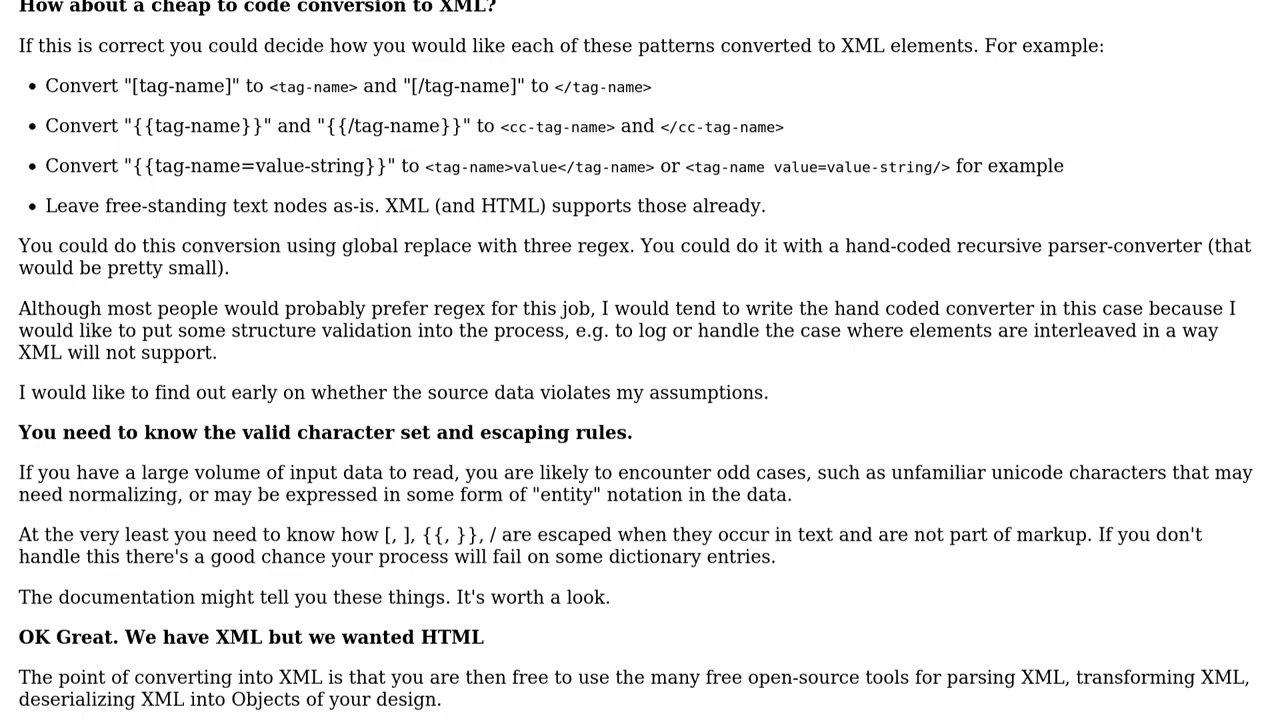 How about a cheap to code conversion to XML?
If this is correct you could decide how you would like each of these patterns converted to XML elements. For example:
• Convert "[tag-name]" to <tag-name> and "[/tag-name]" to </tag-name>
• Convert "{{tag-name}}" and "{{/tag-name}}" to <cc-tag-name> and </cc-tag-name>
• Convert "{{tag-name=value-string}}" to <tag-name>value</tag-name> or <tag-name value=value-string/> for example
• Leave free-standing text nodes as-is. XML (and HTML) supports those already.
You could do this conversion using global replace with three regex. You could do it with a hand-coded recursive parser-converter (that
would be pretty small).
Although most people would probably prefer regex for this job, I would tend to write the hand coded converter in this case because I
would like to put some structure validation into the process, e.g. to log or handle the case where elements are interleaved in a way
XML will not support.
I would like to find out early on whether the source data violates my assumptions.
You need to know the valid character set and escaping rules.
If you have a large volume of input data to read, you are likely to encounter odd cases, such as unfamiliar unicode characters that may
need normalizing, or may be expressed in some form of "entity" notation in the data.
At the very least you need to know how [, ], {{, }}, / are escaped when they occur in text and are not part of markup. If you don't
handle this there's a good chance your process will fail on some dictionary entries.
The documentation might tell you these things. It's worth a look.
OK Great. We have XML but we wanted HTML
The point of converting into XML is that you are then free to use the many free open-source tools for parsing XML, transforming XML,
deserializing XML into Objects of your design.